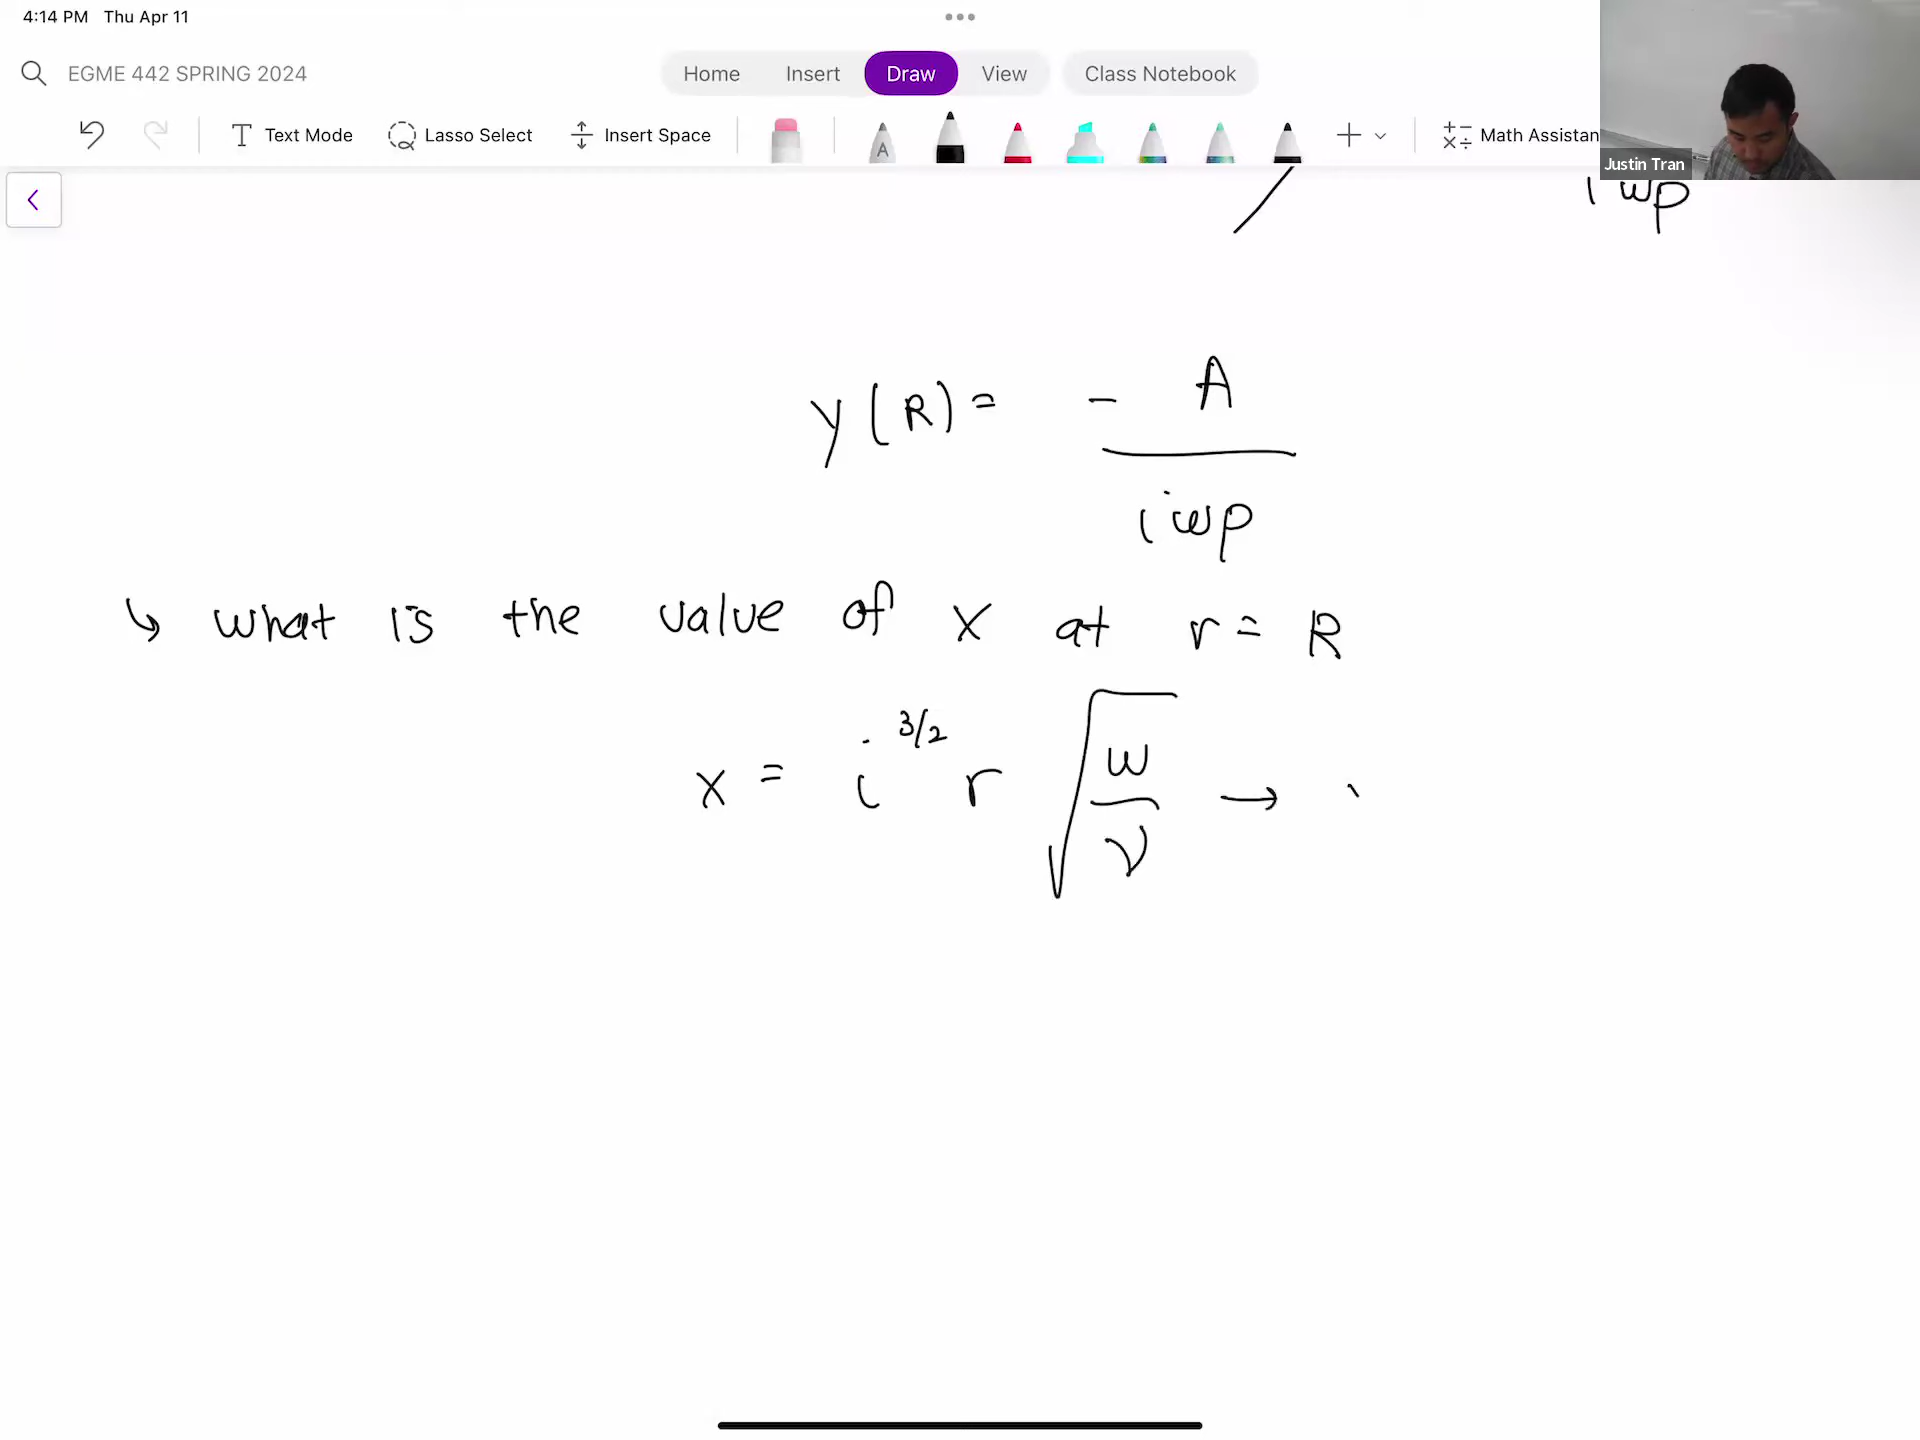 4:14 PM Thu Apr 11
EGME 442 SPRING 2024
Home Insert Draw View Class Notebook
Text Mode Lasso Select Insert Space A Math Assistan
Justin Tran
iωρ
y(R) = - A
iωρ
↳ what is the value of x at r = R
x = i^3/2 r √ω/ν →